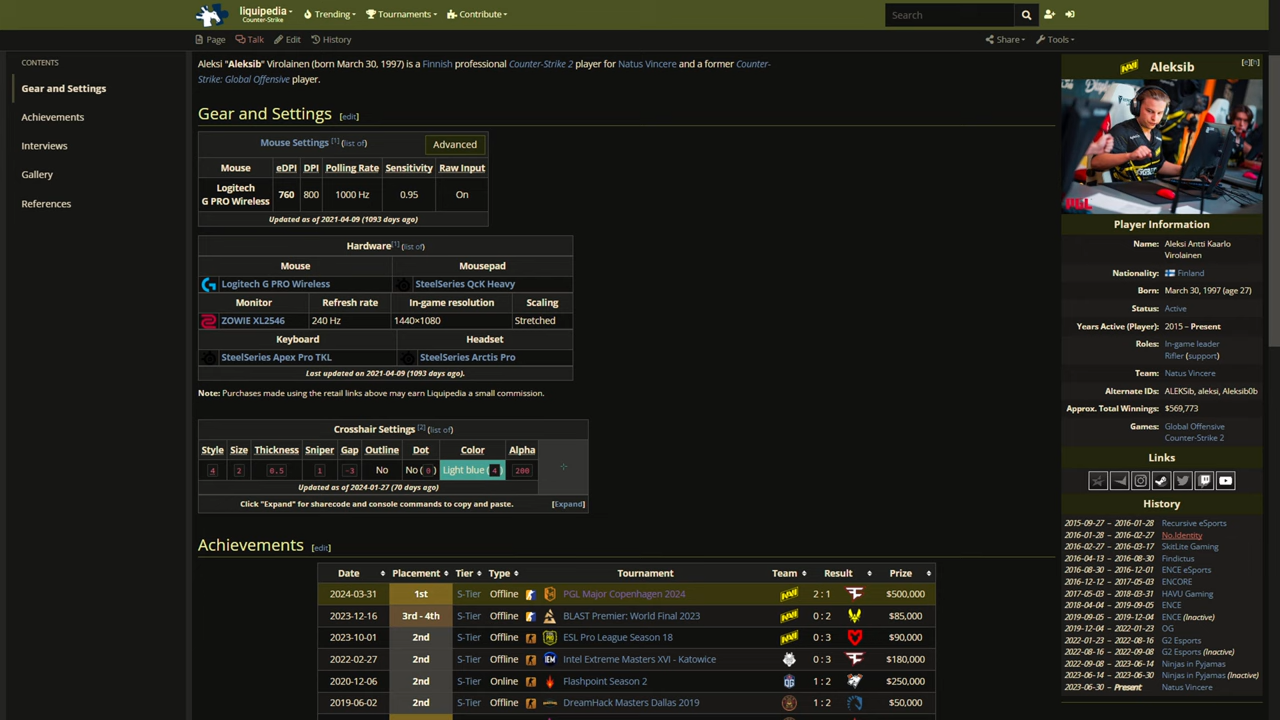 liquipedia
Counter-Strike
Trending
Tournaments
Contribute
Search
Page
Talk
Edit
History
Share
Tools
CONTENTS
Gear and Settings
Achievements
Interviews
Gallery
References
Aleksi "Aleksib" Virolainen (born March 30, 1997) is a Finnish professional Counter-Strike 2 player for Natus Vincere and a former Counter-
Strike: Global Offensive player.
Gear and Settings [edit]
Mouse Settings [1] (list of) Advanced
Mouse eDPI DPI Polling Rate Sensitivity Raw Input
Logitech
G PRO Wireless 760 800 1000 Hz 0.95 On
Updated as of 2021-04-09 (1093 days ago)
Hardware[1] (list of)
Mouse Mousepad
Logitech G PRO Wireless SteelSeries QcK Heavy
Monitor Refresh rate In-game resolution Scaling
ZOWIE XL2546 240 Hz 1440×1080 Stretched
Keyboard Headset
SteelSeries Apex Pro TKL SteelSeries Arctis Pro
Last updated on 2021-04-09 (1093 days ago).
Note: Purchases made using the retail links above may earn Liquipedia a small commission.
Crosshair Settings [2] (list of)
Style Size Thickness Sniper Gap Outline Dot Color Alpha
4 2 0.5 1 -3 No No (0) Light blue (4) 200
Updated as of 2024-01-27 (70 days ago)
Click "Expand" for sharecode and console commands to copy and paste. [Expand]
Achievements [edit]
Date Placement Tier Type Tournament Team Result Prize
2024-03-31 1st S-Tier Offline PGL Major Copenhagen 2024 2 : 1 $500,000
2023-12-16 3rd - 4th S-Tier Offline BLAST Premier: World Final 2023 0 : 2 $85,000
2023-10-01 2nd S-Tier Offline ESL Pro League Season 18 0 : 3 $90,000
2022-02-27 2nd S-Tier Offline Intel Extreme Masters XVI - Katowice 0 : 3 $180,000
2020-12-06 2nd S-Tier Online Flashpoint Season 2 1 : 2 $250,000
2019-06-02 2nd S-Tier Offline DreamHack Masters Dallas 2019 1 : 2 $50,000
Aleksib
PGL
Player Information
Name: Aleksi Antti Kaarlo
Virolainen
Nationality: Finland
Born: March 30, 1997 (age 27)
Status: Active
Years Active (Player): 2015 – Present
Roles: In-game leader
Rifler (support)
Team: Natus Vincere
Alternate IDs: ALEKSib, aleksi, Aleksib0b
Approx. Total Winnings: $569,773
Games: Global Offensive
Counter-Strike 2
Links
History
2015-09-27 – 2016-01-28 Recursive eSports
2016-01-28 – 2016-02-27 No.Identity
2016-02-27 – 2016-03-17 SkitLite Gaming
2016-04-13 – 2016-08-30 Findictus
2016-08-30 – 2016-12-01 ENCE eSports
2016-12-12 – 2017-05-03 ENCORE
2017-05-03 – 2018-03-31 HAVU Gaming
2018-04-04 – 2019-09-05 ENCE
2019-09-05 – 2019-12-04 ENCE (Inactive)
2019-12-04 – 2022-01-23 OG
2022-01-23 – 2022-08-16 G2 Esports
2022-08-16 – 2022-09-08 G2 Esports (Inactive)
2022-09-08 – 2023-06-14 Ninjas in Pyjamas
2023-06-14 – 2023-06-30 Ninjas in Pyjamas (Inactive)
2023-06-30 – Present Natus Vincere